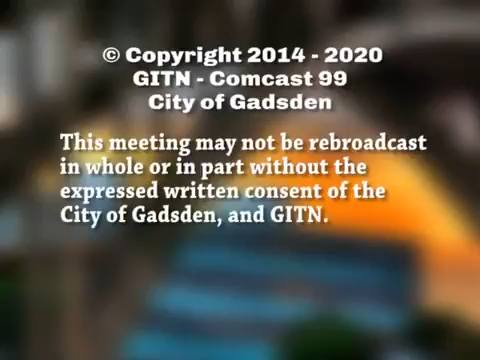 © Copyright 2014 - 2020
GITN - Comcast 99
City of Gadsden
This meeting may not be rebroadcast
in whole or in part without the
expressed written consent of the
City of Gadsden, and GITN.